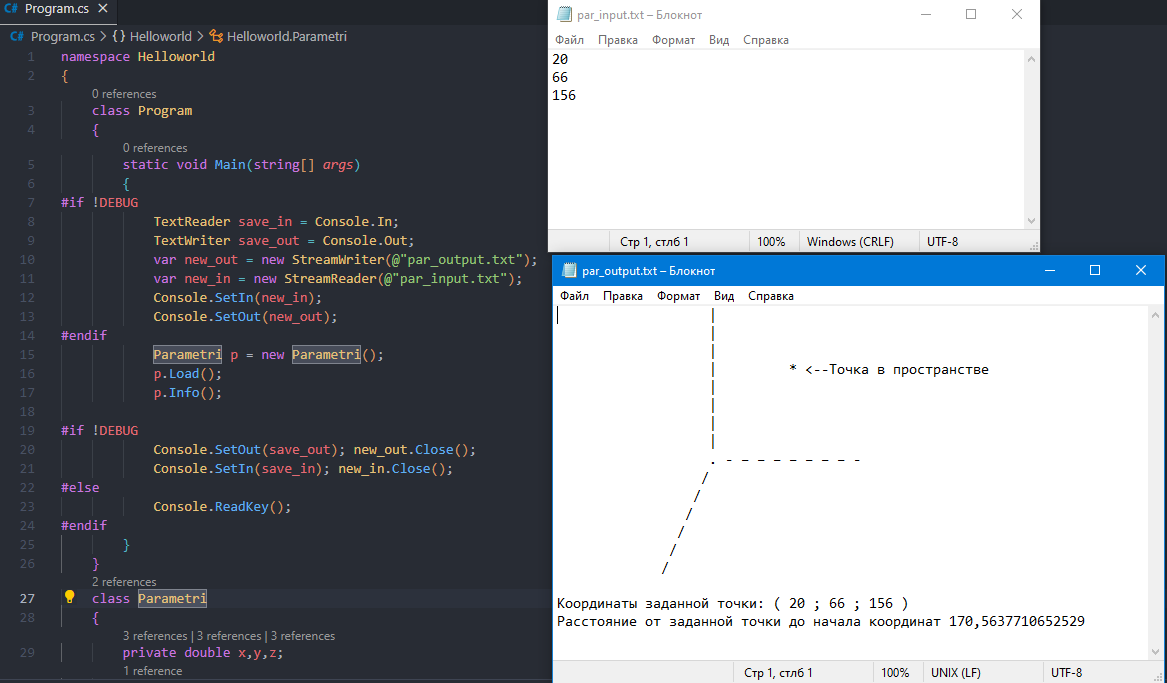 Program.cs
Program.cs > {} Helloworld > Helloworld.Parametri
1 namespace Helloworld
2 {
0 references
3 class Program
4 {
0 references
5 static void Main(string[] args)
6 {
7 #if !DEBUG
8 TextReader save_in = Console.In;
9 TextWriter save_out = Console.Out;
10 var new_out = new StreamWriter(@"par_output.txt");
11 var new_in = new StreamReader(@"par_input.txt");
12 Console.SetIn(new_in);
13 Console.SetOut(new_out);
14 #endif
15 Parametri p = new Parametri();
16 p.Load();
17 p.Info();
18
19 #if !DEBUG
20 Console.SetOut(save_out); new_out.Close();
21 Console.SetIn(save_in); new_in.Close();
22 #else
23 Console.ReadKey();
24 #endif
25 }
26 }
2 references
27 class Parametri
28 {
3 references | 3 references | 3 references
29 private double x,y,z;
1 reference
par_input.txt – Блокнот
Файл Правка Формат Вид Справка
20
66
156
Стр 1, стлб 1 100% Windows (CRLF) UTF-8
par_output.txt – Блокнот
Файл Правка Формат Вид Справка
|
|
|
| * <--Точка в пространстве
|
|
|
|
. - - - - - - - - -
/
/
/
/
/
/
Координаты заданной точки: ( 20 ; 66 ; 156 )
Расстояние от заданной точки до начала координат 170,5637710652529
Стр 1, стлб 1 100% UNIX (LF) UTF-8